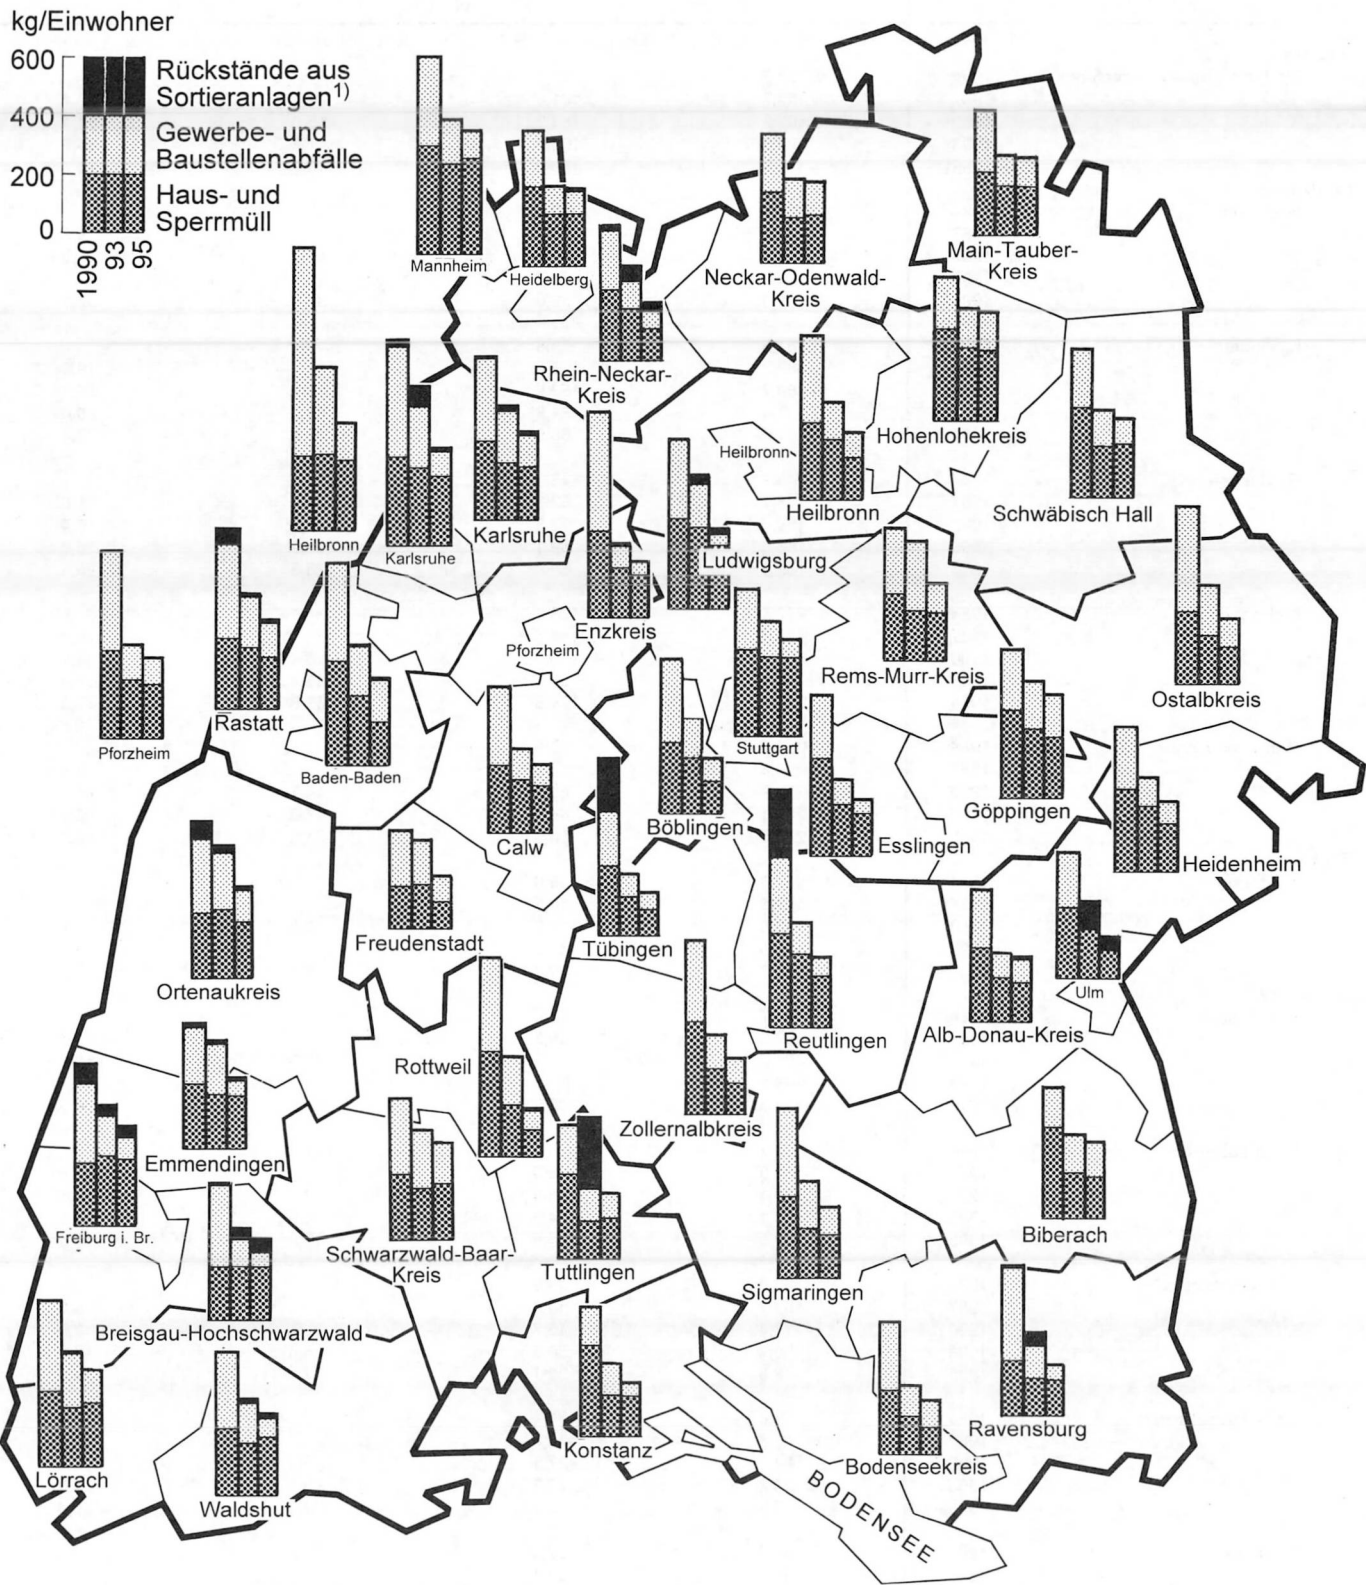 kg/Einwohner
600
400
200
0
Rückstände aus
Sortieranlagen1)
Gewerbe- und
Baustellenabfälle
Haus- und
Sperrmüll
1990
93
95
Mannheim
Heidelberg
Rhein-Neckar-
Kreis
Neckar-Odenwald-
Kreis
Main-Tauber-
Kreis
Heilbronn
Karlsruhe
Karlsruhe
Heilbronn
Heilbronn
Hohenlohekreis
Schwäbisch Hall
Pforzheim
Rastatt
Baden-Baden
Enzkreis
Pforzheim
Ludwigsburg
Stuttgart
Rems-Murr-Kreis
Ostalbkreis
Calw
Böblingen
Esslingen
Göppingen
Heidenheim
Ortenaukreis
Freudenstadt
Tübingen
Reutlingen
Alb-Donau-Kreis
Ulm
Emmendingen
Rottweil
Zollernalbkreis
Biberach
Freiburg i. Br.
Schwarzwald-Baar-
Kreis
Tuttlingen
Sigmaringen
Breisgau-Hochschwarzwald
Lörrach
Waldshut
Konstanz
Bodenseekreis
Ravensburg
BODENSEE